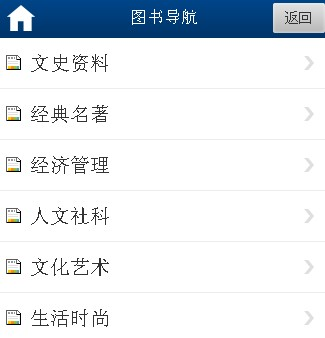 图书导航
返回
文史资料
经典名著
经济管理
人文社科
文化艺术
生活时尚